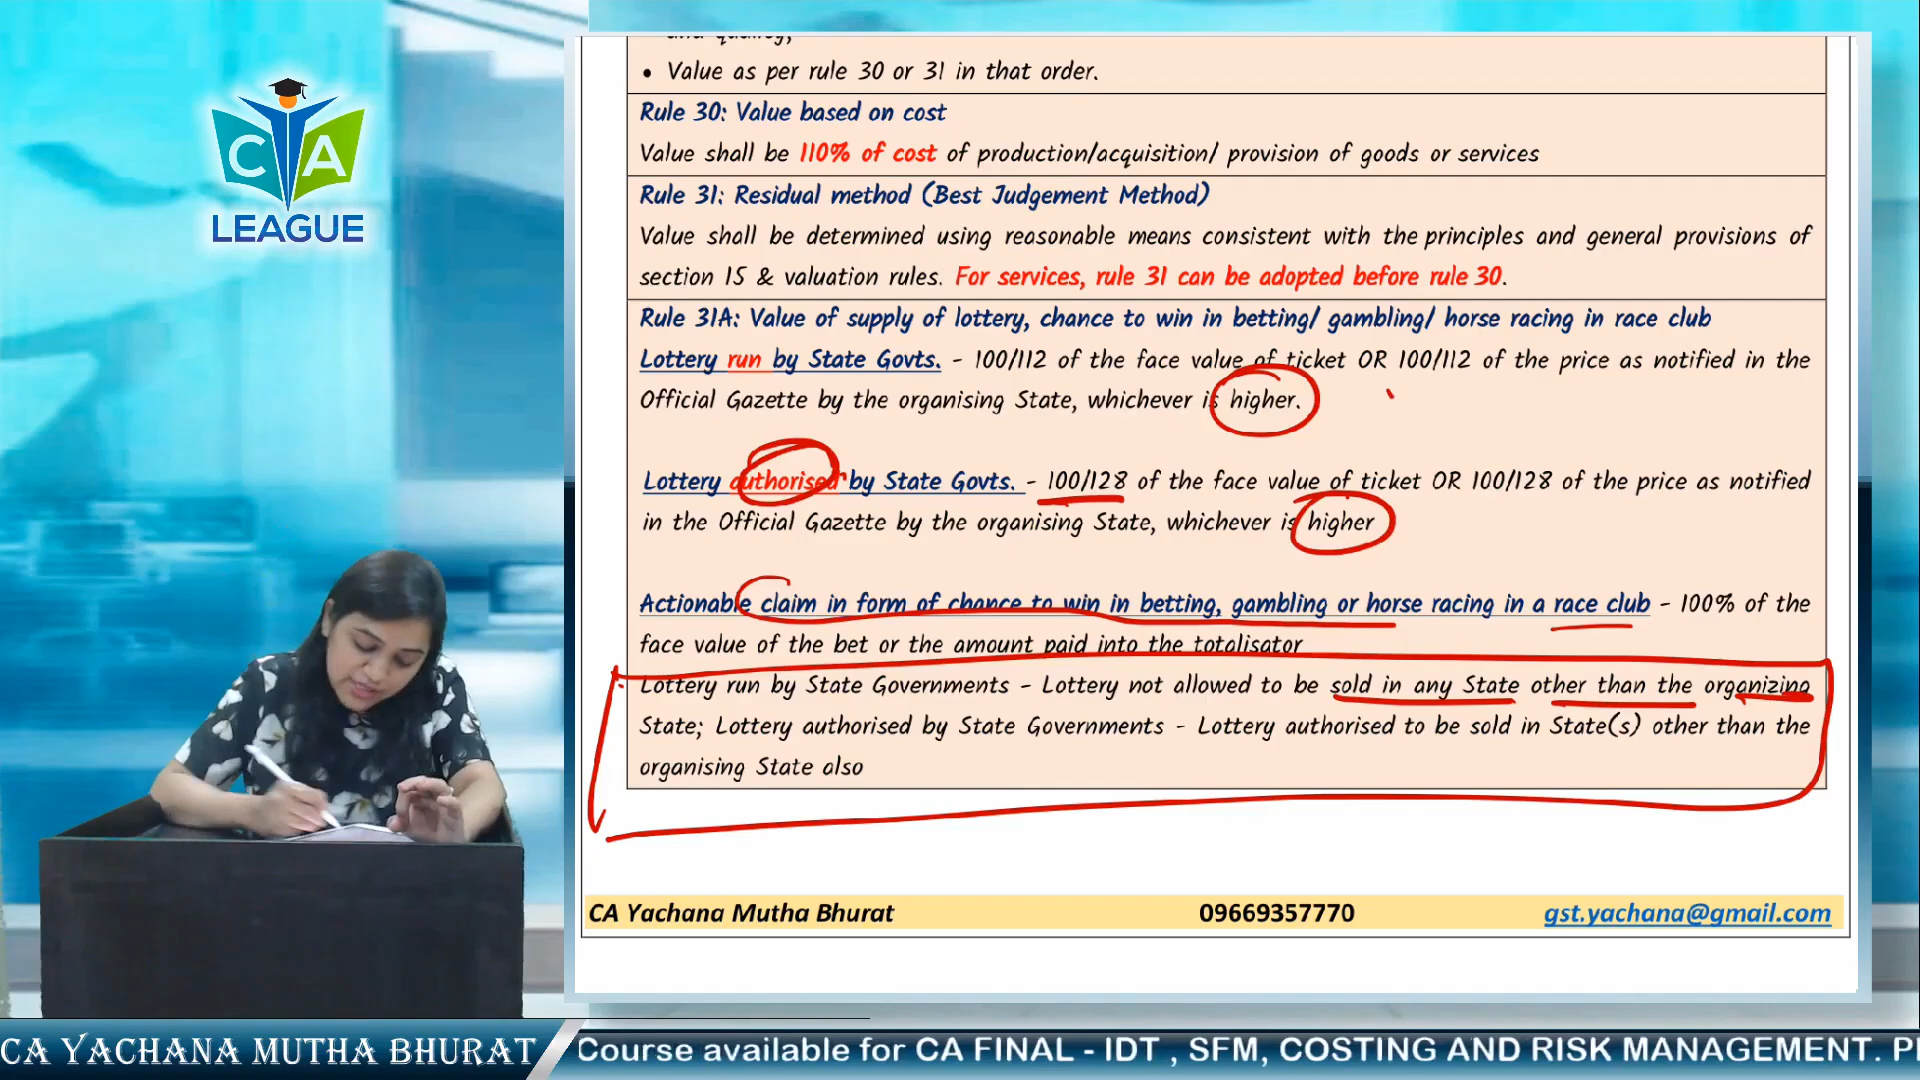 C A
LEAGUE
and quality;
• Value as per rule 30 or 31 in that order.
Rule 30: Value based on cost
Value shall be 110% of cost of production/acquisition/ provision of goods or services
Rule 31: Residual method (Best Judgement Method)
Value shall be determined using reasonable means consistent with the principles and general provisions of
section 15 & valuation rules. For services, rule 31 can be adopted before rule 30.
Rule 31A: Value of supply of lottery, chance to win in betting/ gambling/ horse racing in race club
Lottery run by State Govts. - 100/112 of the face value of ticket OR 100/112 of the price as notified in the
Official Gazette by the organising State, whichever is higher.
Lottery authorised by State Govts. - 100/128 of the face value of ticket OR 100/128 of the price as notified
in the Official Gazette by the organising State, whichever is higher
Actionable claim in form of chance to win in betting, gambling or horse racing in a race club - 100% of the
face value of the bet or the amount paid into the totalisator
Lottery run by State Governments - Lottery not allowed to be sold in any State other than the organizing
State; Lottery authorised by State Governments - Lottery authorised to be sold in State(s) other than the
organising State also
CA Yachana Mutha Bhurat 09669357770 gst.yachana@gmail.com
CA YACHANA MUTHA BHURAT
Course available for CA FINAL - IDT , SFM, COSTING AND RISK MANAGEMENT.